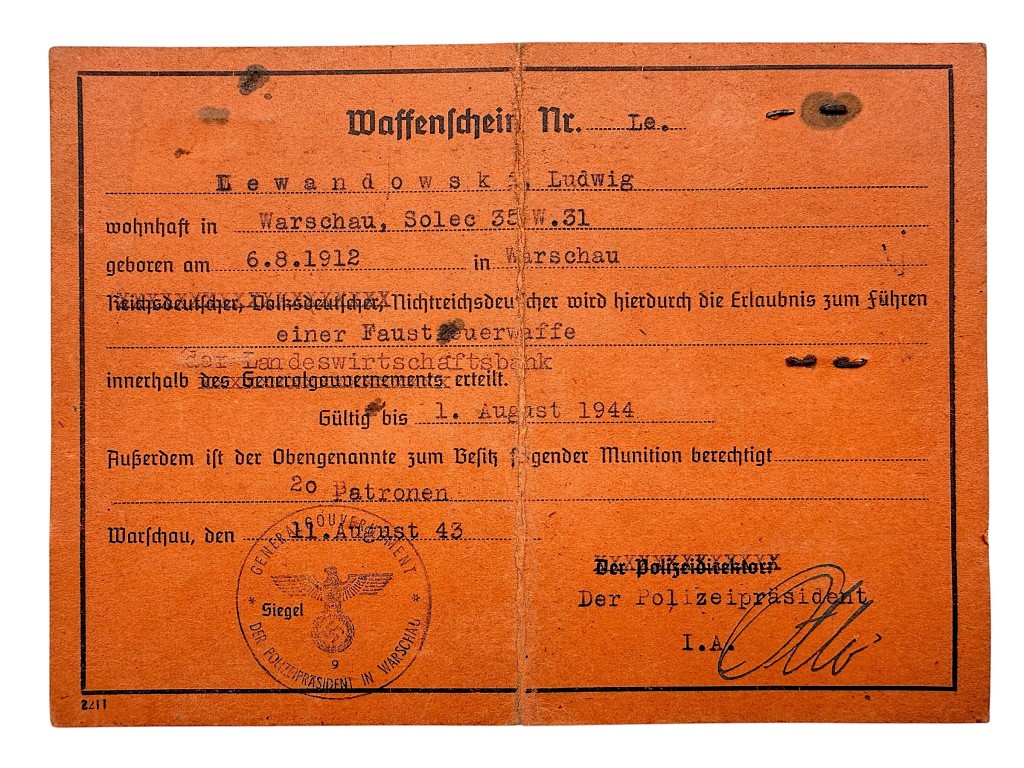 Waffenschein Nr. Le.
Lewandowski, Ludwig
wohnhaft in Warschau, Solec 35 W.31
geboren am 6.8.1912 in Warschau
Reichsdeutscher, Volksdeutscher, Nichtreichsdeutscher wird hierdurch die Erlaubnis zum Führen
einer Faustfeuerwaffe
der Landeswirtschaftsbank
innerhalb des Generalgouvernements erteilt.
Gültig bis 1. August 1944
Außerdem ist der Obengenannte zum Besitz folgender Munition berechtigt
20 Patronen
Warschau, den 11. August 43
GENERALGOUVERNEMENT
Siegel
9
* DER POLIZEIPRÄSIDENT IN WARSCHAU *
Der Polizeidirektor:
Der Polizeipräsident
I.A.
2211